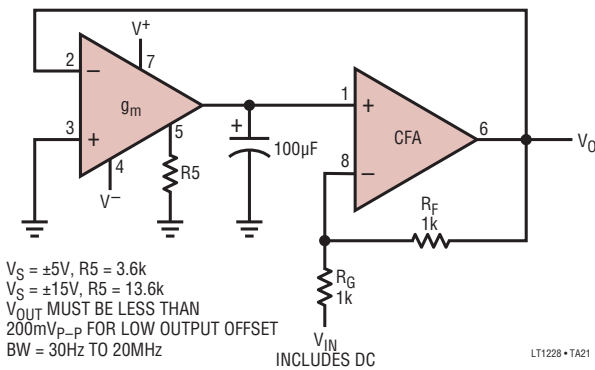 V+
2
−
7
gm
3
+
5
4
V−
R5
+
100µF
1
+
CFA
6
8
−
VO
RF
1k
RG
1k
VIN
INCLUDES DC
VS = ±5V, R5 = 3.6k
VS = ±15V, R5 = 13.6k
VOUT MUST BE LESS THAN
200mVP–P FOR LOW OUTPUT OFFSET
BW = 30Hz TO 20MHz
LT1228 • TA21